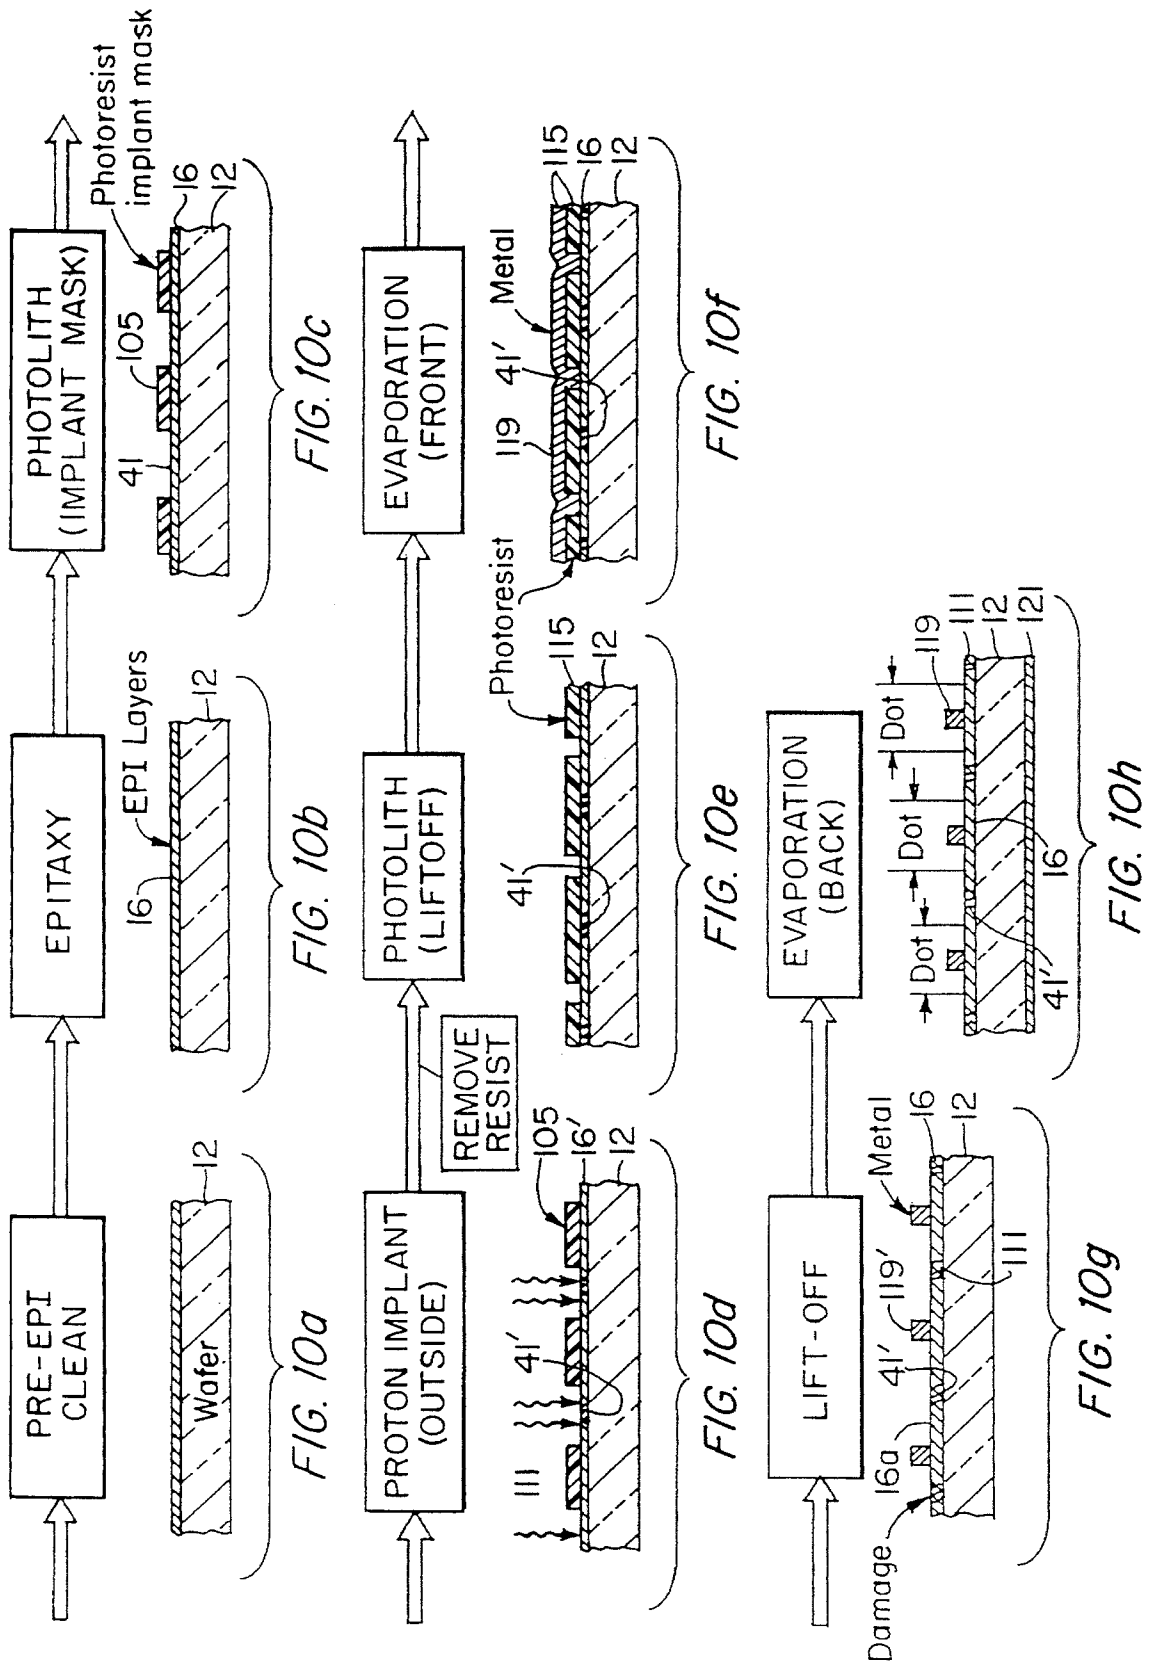 PRE-EPI
CLEAN
12
Wafer
FIG. 10a
EPITAXY
16
EPI Layers
12
FIG. 10b
PHOTOLITH
(IMPLANT MASK)
41
105
Photoresist
implant mask
16
12
FIG. 10c
PROTON IMPLANT
(OUTSIDE)
111
41'
105
16'
12
FIG. 10d
REMOVE
RESIST
PHOTOLITH
(LIFTOFF)
41'
Photoresist
115
12
FIG. 10e
EVAPORATION
(FRONT)
119
41'
Metal
115
16
12
FIG. 10f
LIFT-OFF
Damage
16a
41'
119'
Metal
16
12
111
FIG. 10g
EVAPORATION
(BACK)
Dot
Dot
Dot
119
111
12
121
41'
16
FIG. 10h